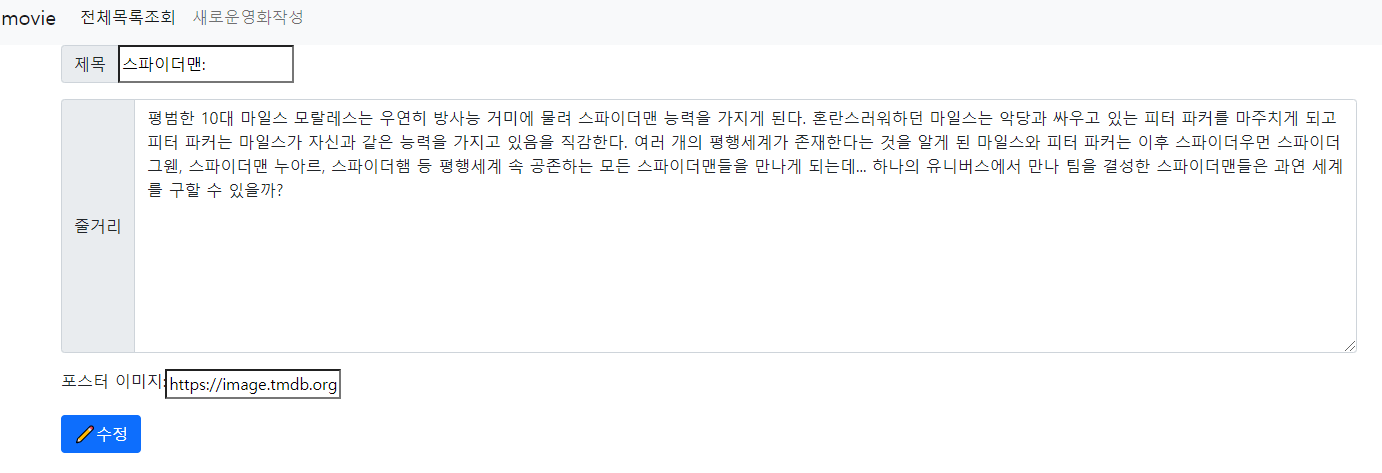 movie 전체목록조회 새로운영화작성
제목 스파이더맨:
평범한 10대 마일스 모랄레스는 우연히 방사능 거미에 물려 스파이더맨 능력을 가지게 된다. 혼란스러워하던 마일스는 악당과 싸우고 있는 피터 파커를 마주치게 되고
피터 파커는 마일스가 자신과 같은 능력을 가지고 있음을 직감한다. 여러 개의 평행세계가 존재한다는 것을 알게 된 마일스와 피터 파커는 이후 스파이더우먼 스파이더
그웬, 스파이더맨 누아르, 스파이더햄 등 평행세계 속 공존하는 모든 스파이더맨들을 만나게 되는데... 하나의 유니버스에서 만나 팀을 결성한 스파이더맨들은 과연 세계
를 구할 수 있을까?
줄거리
포스터 이미지: https://image.tmdb.org
수정